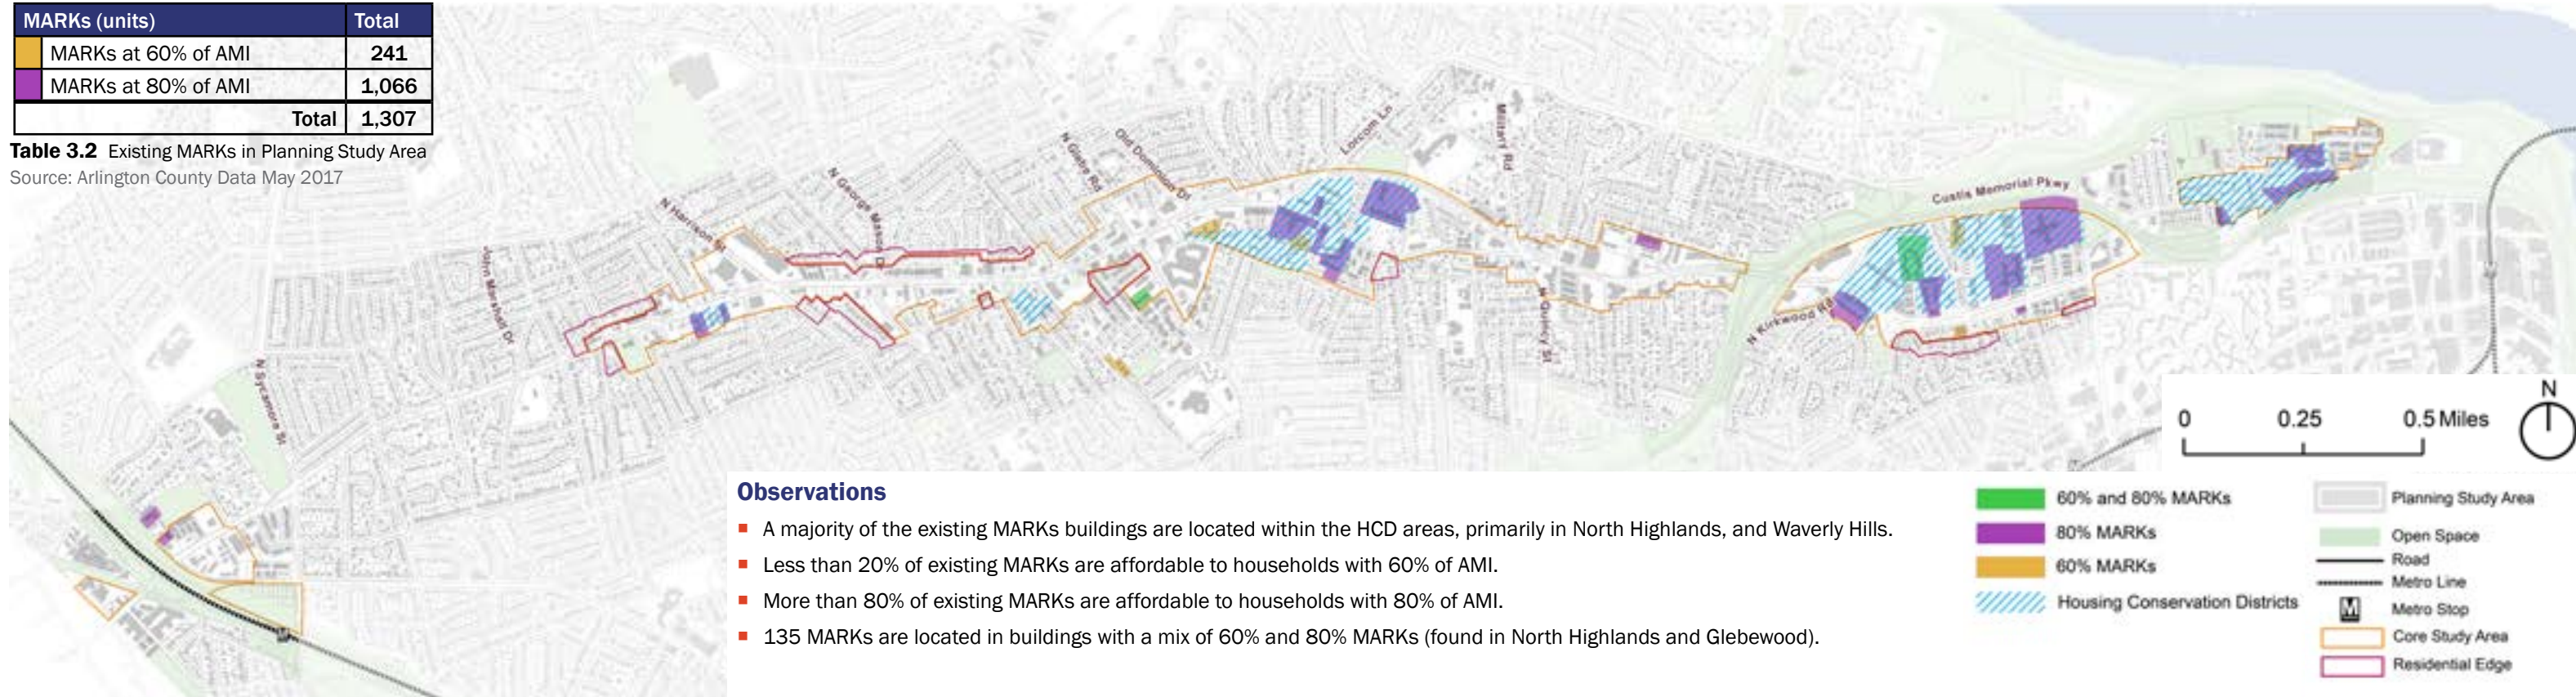 MARKs (units) Total
MARKs at 60% of AMI 241
MARKs at 80% of AMI 1,066
Total 1,307
Table 3.2 Existing MARKs in Planning Study Area
Source: Arlington County Data May 2017
N Sycamore St
John Marshall Dr
N Harrison St
N George Mason Dr
N Glebe Rd
Old Dominion Dr
Lorcom Ln
Military Rd
N Quincy St
N Kirkwood Rd
Custis Memorial Pkwy
N
0 0.25 0.5 Miles
Observations
A majority of the existing MARKs buildings are located within the HCD areas, primarily in North Highlands, and Waverly Hills.
Less than 20% of existing MARKs are affordable to households with 60% of AMI.
More than 80% of existing MARKs are affordable to households with 80% of AMI.
135 MARKs are located in buildings with a mix of 60% and 80% MARKs (found in North Highlands and Glebewood).
60% and 80% MARKs
80% MARKs
60% MARKs
Housing Conservation Districts
Planning Study Area
Open Space
Road
Metro Line
M Metro Stop
Core Study Area
Residential Edge